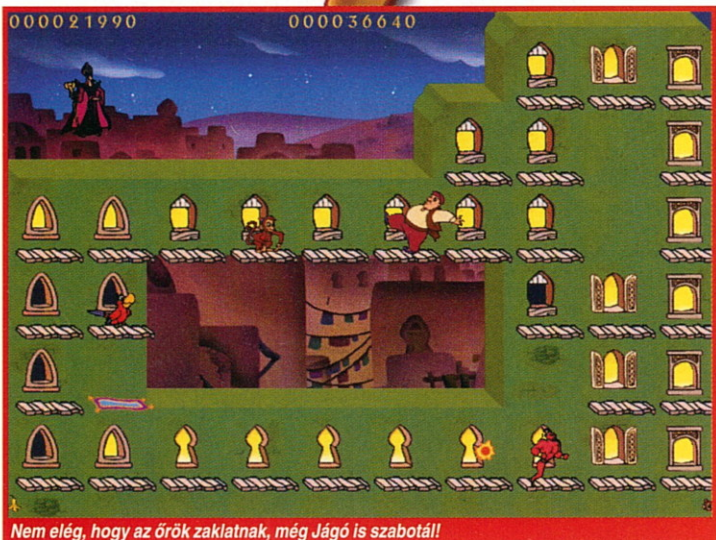 000021990 000036640
Nem elég, hogy az őrök zaklatnak, még Jágó is szabotál!